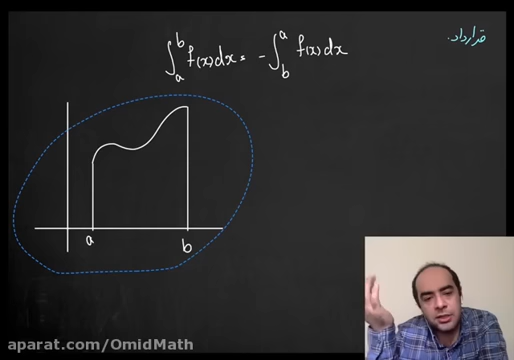 قرارداد.
∫_a^b f(x)dx = - ∫_b^a f(x)dx
a b
aparat.com/OmidMath